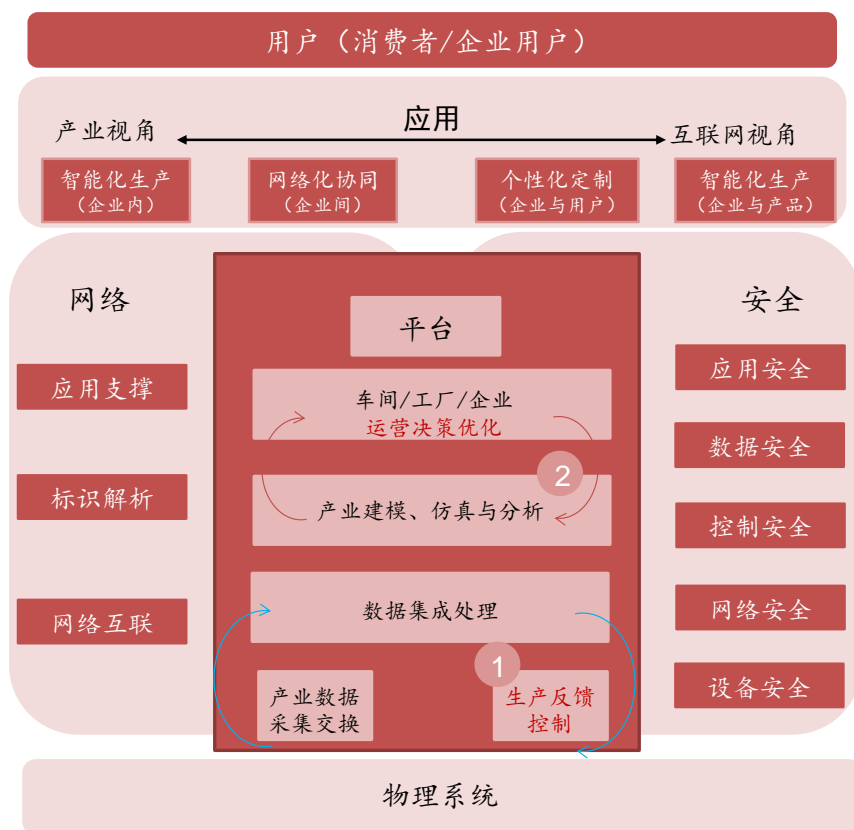 用户（消费者/企业用户）
应用
产业视角
互联网视角
智能化生产
（企业内）
网络化协同
（企业间）
个性化定制
（企业与用户）
智能化生产
（企业与产品）
网络
应用支撑
标识解析
网络互联
平台
车间/工厂/企业
运营决策优化
2
产业建模、仿真与分析
数据集成处理
1
产业数据
采集交换
生产反馈
控制
安全
应用安全
数据安全
控制安全
网络安全
设备安全
物理系统